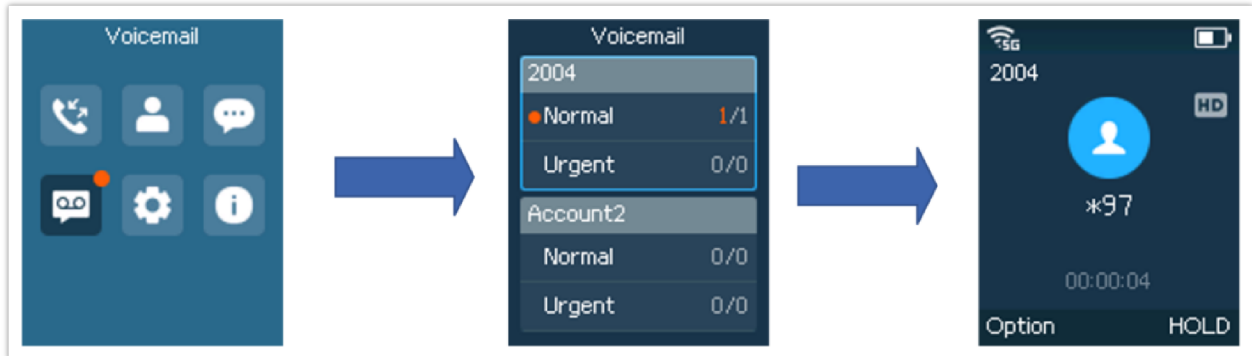 Voicemail
Voicemail
2004
Normal 1/1
Urgent 0/0
Account2
Normal 0/0
Urgent 0/0
5G
2004
HD
*97
00:00:04
Option HOLD